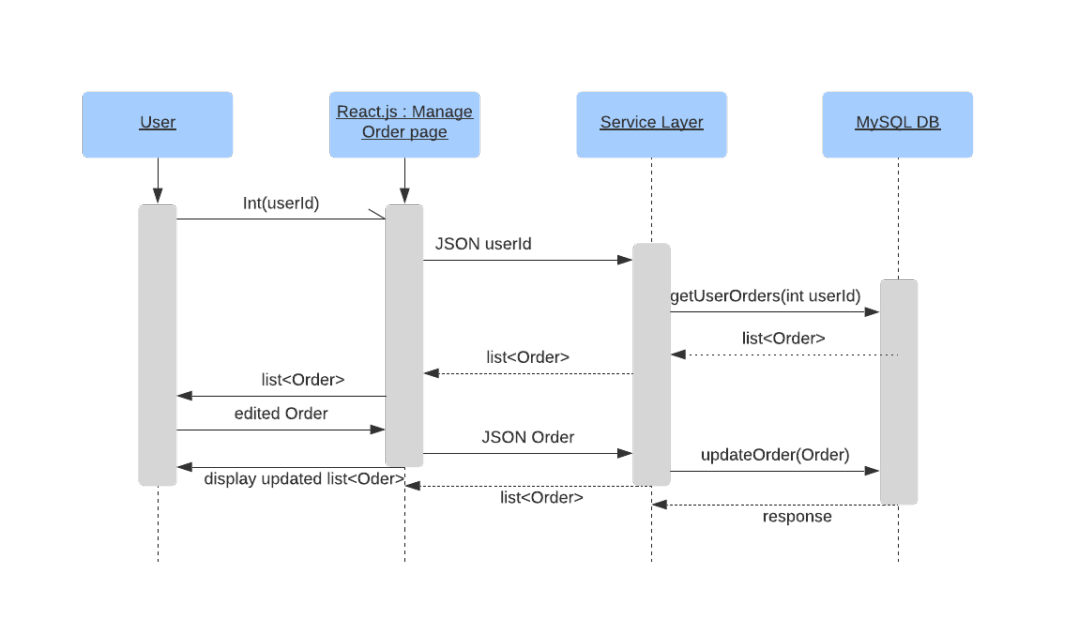 User
React.js : Manage
Order page
Service Layer
MySQL DB
Int(userId)
JSON userId
getUserOrders(int userId)
list<Order>
list<Order>
list<Order>
edited Order
JSON Order
updateOrder(Order)
display updated list<Oder>
list<Order>
response